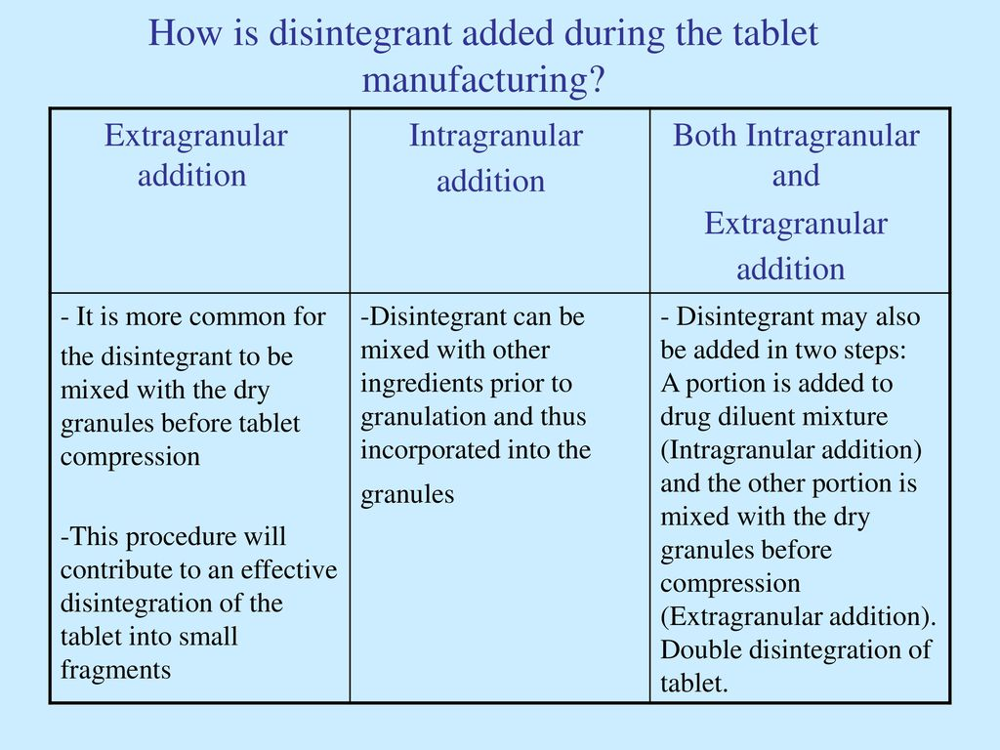 How is disintegrant added during the tablet
manufacturing?
Extragranular
addition
Intragranular
addition
Both Intragranular
and
Extragranular
addition
- It is more common for
the disintegrant to be
mixed with the dry
granules before tablet
compression
-This procedure will
contribute to an effective
disintegration of the
tablet into small
fragments
-Disintegrant can be
mixed with other
ingredients prior to
granulation and thus
incorporated into the
granules
- Disintegrant may also
be added in two steps:
A portion is added to
drug diluent mixture
(Intragranular addition)
and the other portion is
mixed with the dry
granules before
compression
(Extragranular addition).
Double disintegration of
tablet.